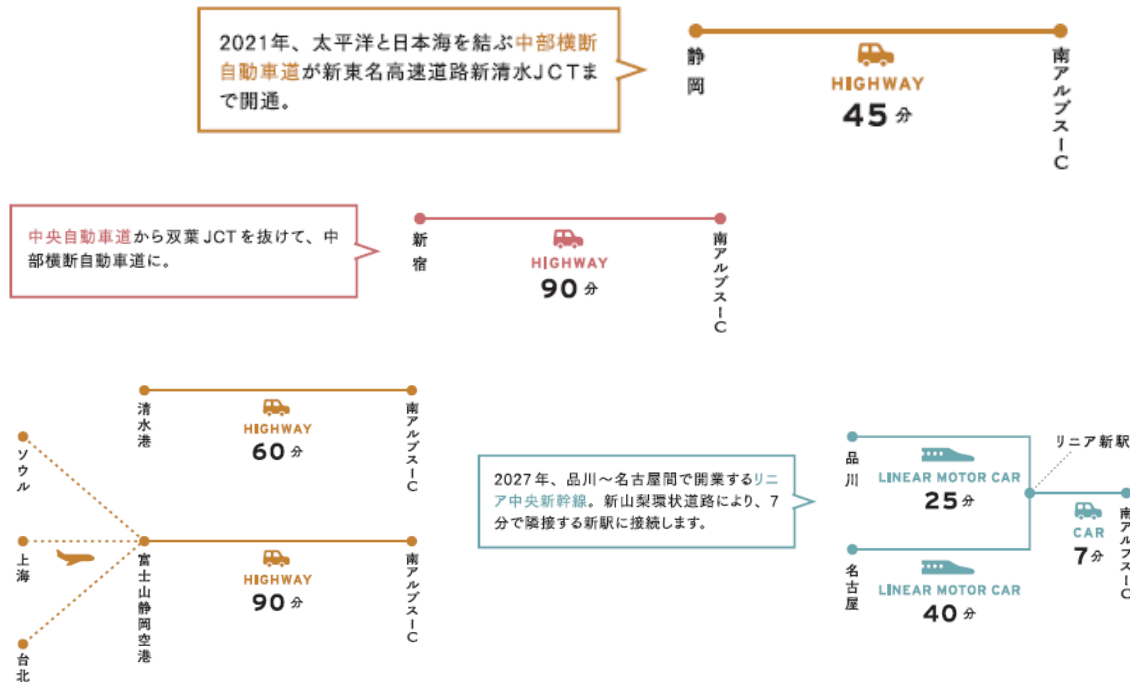 2021年、太平洋と日本海を結ぶ中部横断
自動車道が新東名高速道路新清水JCTま
で開通。
静岡
HIGHWAY
45分
南アルプスIC
中央自動車道から双葉JCTを抜けて、中
部横断自動車道に。
新宿
HIGHWAY
90分
南アルプスIC
清水港
HIGHWAY
60分
南アルプスIC
ソウル
上海
台北
富士山静岡空港
HIGHWAY
90分
南アルプスIC
2027年、品川〜名古屋間で開業するリニ
ア中央新幹線。新山梨環状道路により、7
分で隣接する新駅に接続します。
品川
LINEAR MOTOR CAR
25分
名古屋
LINEAR MOTOR CAR
40分
リニア新駅
CAR
7分
南アルプスIC